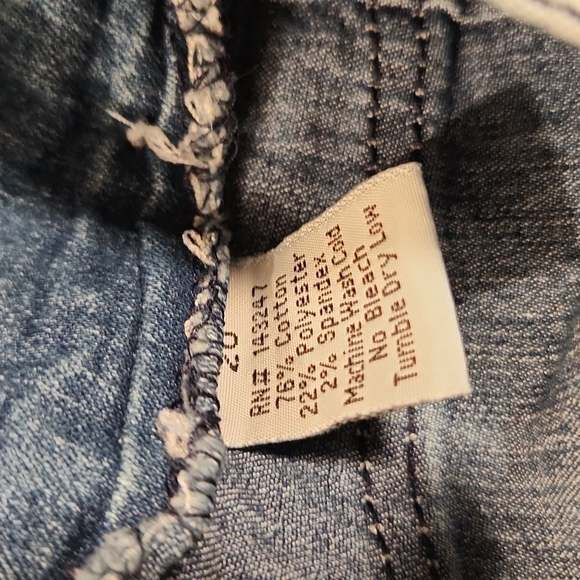 20
RN# 143247
76% Cotton
22% Polyester
2% Spandex
Machine Wash Cold
No Bleach
Tumble Dry Low